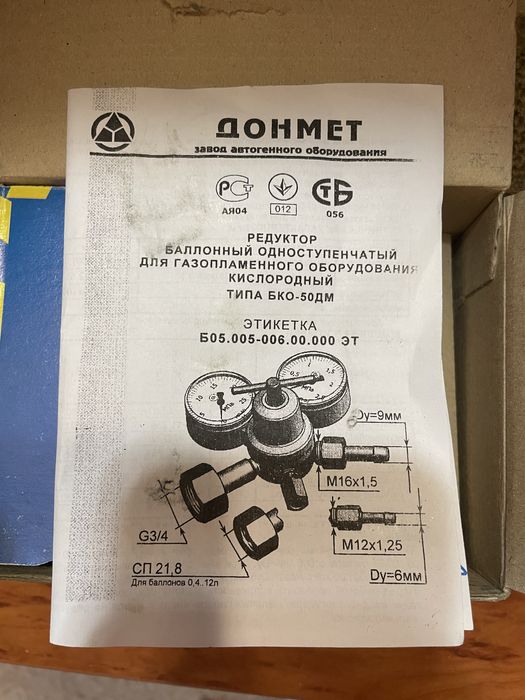 ДОНМЕТ
завод автогенного оборудования
РСТ
СТБ
АЯ04
012
056
РЕДУКТОР
БАЛЛОННЫЙ ОДНОСТУПЕНЧАТЫЙ
ДЛЯ ГАЗОПЛАМЕННОГО ОБОРУДОВАНИЯ
КИСЛОРОДНЫЙ
ТИПА БКО-50ДМ
ЭТИКЕТКА
Б05.005-006.00.000 ЭТ
Dy=9мм
М16х1,5
G3/4
М12х1,25
СП 21,8
Для баллонов 0,4..12л
Dy=6мм